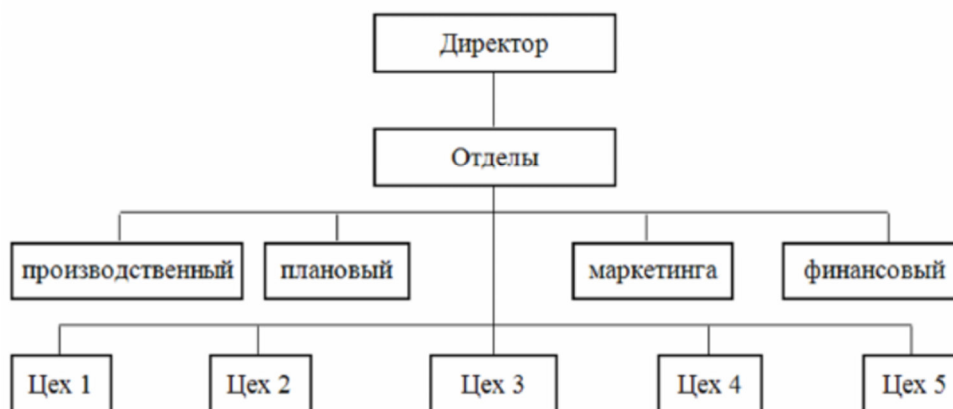 Директор
Отделы
производственный
плановый
маркетинга
финансовый
Цех 1
Цех 2
Цех 3
Цех 4
Цех 5